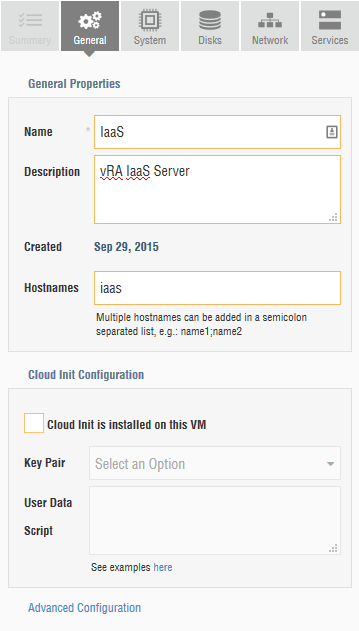 Summary General System Disks Network Services
General Properties
Name * IaaS
Description vRA IaaS Server
Created Sep 29, 2015
Hostnames iaas
Multiple hostnames can be added in a semicolon
separated list, e.g.: name1;name2
Cloud Init Configuration
Cloud Init is installed on this VM
Key Pair Select an Option
User Data
Script
See examples here
Advanced Configuration